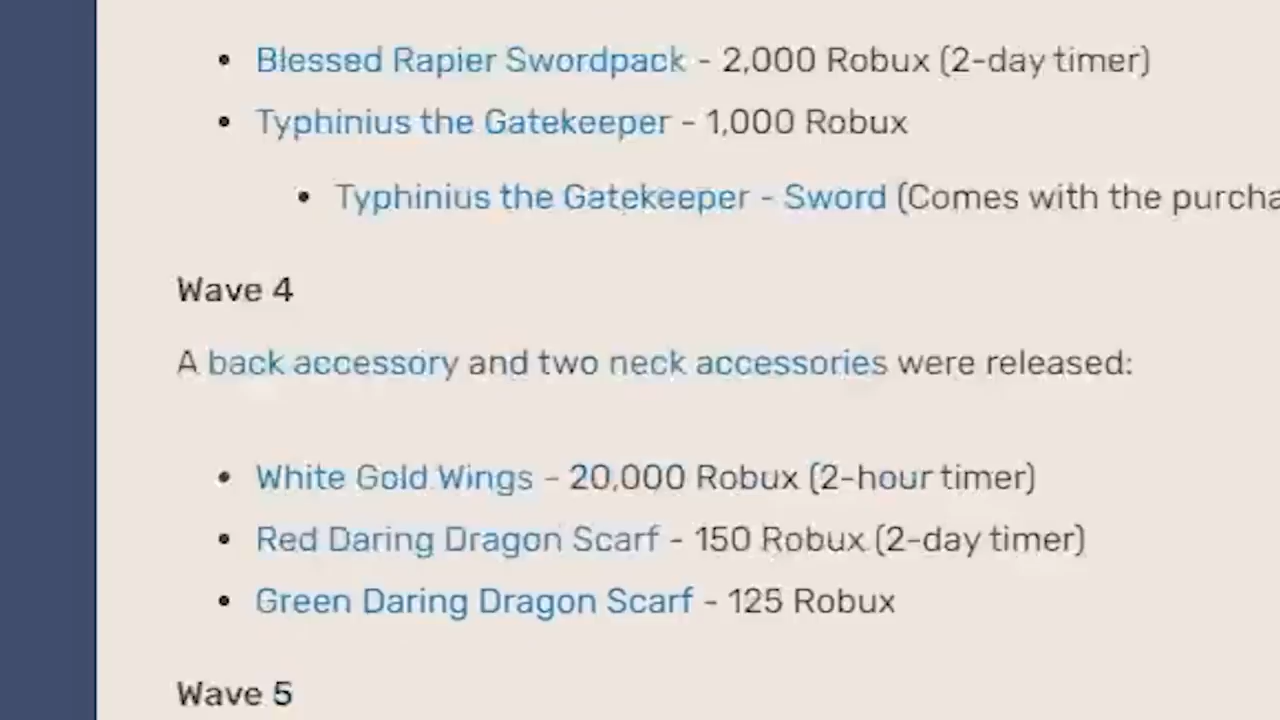 Blessed Rapier Swordpack - 2,000 Robux (2-day timer)
Typhinius the Gatekeeper - 1,000 Robux
Typhinius the Gatekeeper - Sword (Comes with the purcha
Wave 4
A back accessory and two neck accessories were released:
White Gold Wings - 20,000 Robux (2-hour timer)
Red Daring Dragon Scarf - 150 Robux (2-day timer)
Green Daring Dragon Scarf - 125 Robux
Wave 5